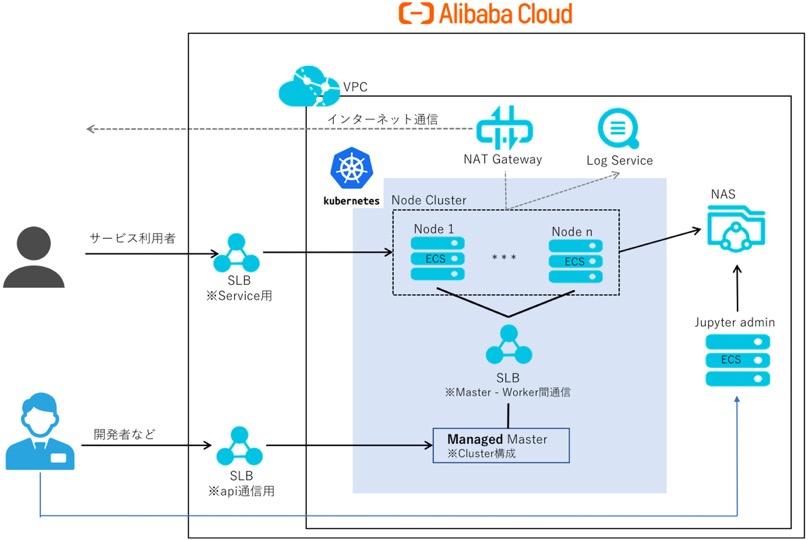 Alibaba Cloud
VPC
インターネット通信
NAT Gateway
Log Service
kubernetes
Node Cluster
NAS
Node 1
Node n
ECS
ECS
***
サービス利用者
SLB
※Service用
Jupyter admin
ECS
SLB
※Master - Worker間通信
開発者など
Managed Master
※Cluster構成
SLB
※api通信用